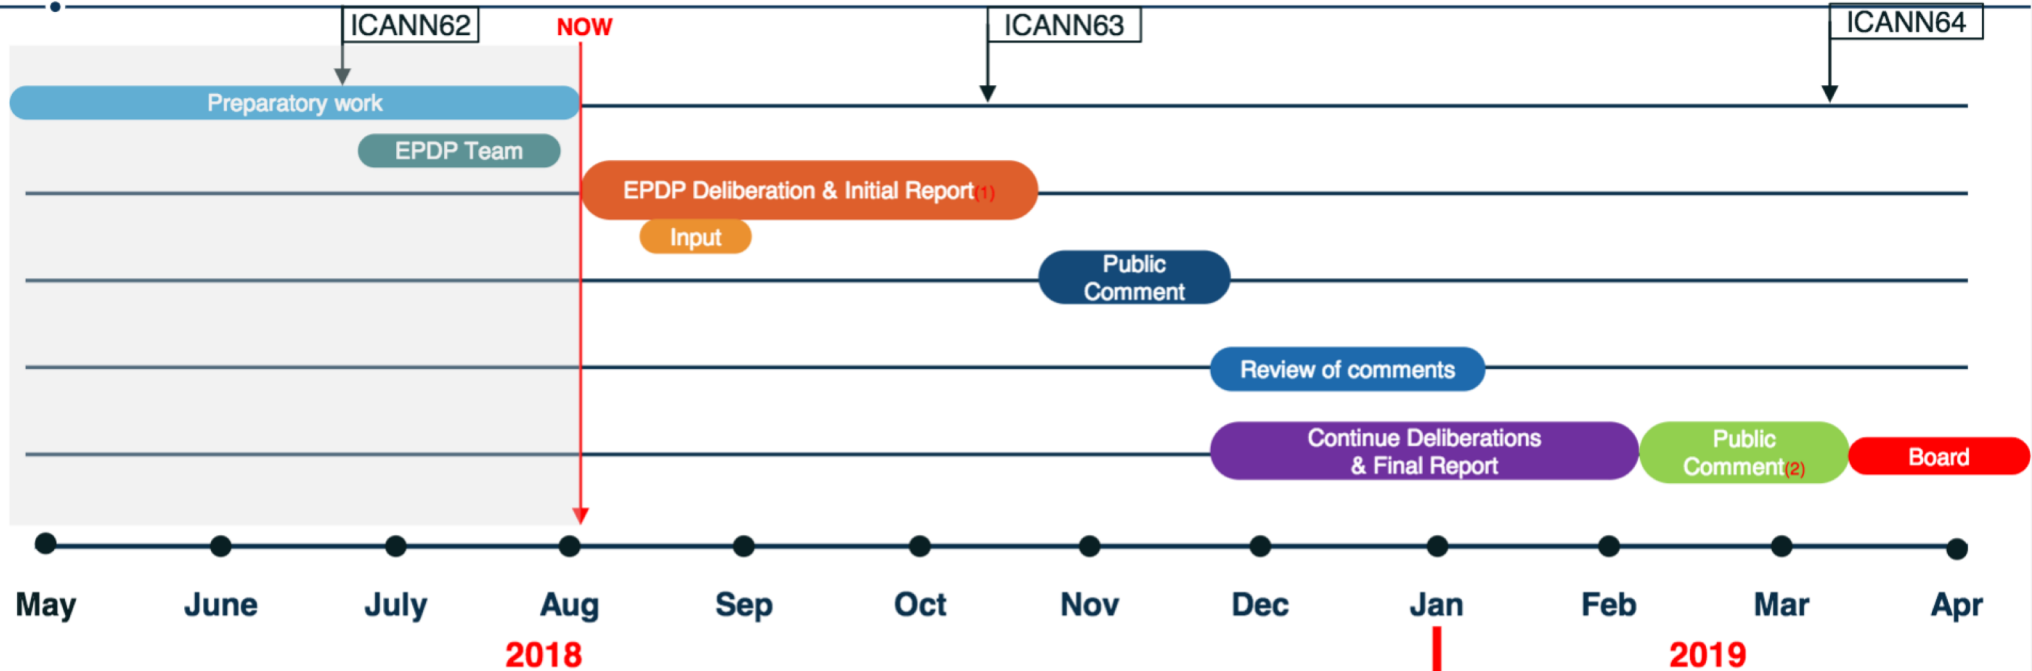 ICANN62
NOW
ICANN63
ICANN64
Preparatory work
EPDP Team
EPDP Deliberation & Initial Report(1)
Input
Public
Comment
Review of comments
Continue Deliberations
& Final Report
Public
Comment(2)
Board
May June July Aug Sep Oct Nov Dec Jan Feb Mar Apr
2018 2019